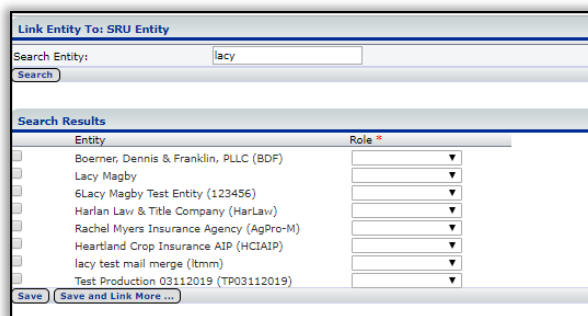 Link Entity To: SRU Entity
Search Entity: lacy
Search
Search Results
Entity Role *
Boerner, Dennis & Franklin, PLLC (BDF)
Lacy Magby
6Lacy Magby Test Entity (123456)
Harlan Law & Title Company (HarLaw)
Rachel Myers Insurance Agency (AgPro-M)
Heartland Crop Insurance AIP (HCIAIP)
lacy test mail merge (ltmm)
Test Production 03112019 (TP03112019)
Save Save and Link More ...